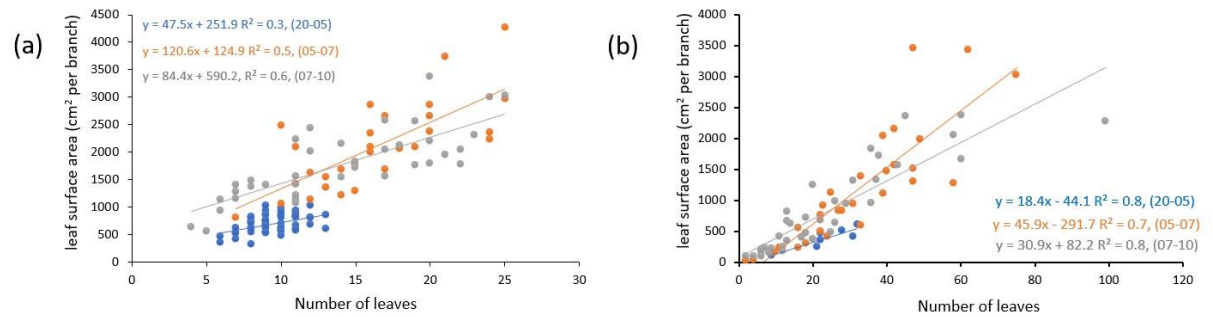 (a)
leaf surface area (cm² per branch)
4500
4000
3500
3000
2500
2000
1500
1000
500
0
y = 47.5x + 251.9 R² = 0.3, (20-05)
y = 120.6x + 124.9 R² = 0.5, (05-07)
y = 84.4x + 590.2, R² = 0.6, (07-10)
0 5 10 15 20 25 30
Number of leaves
(b)
leaf surface area (cm² per branch)
4000
3500
3000
2500
2000
1500
1000
500
0
y = 18.4x - 44.1 R² = 0.8, (20-05)
y = 45.9x - 291.7 R² = 0.7, (05-07)
y = 30.9x + 82.2 R² = 0.8, (07-10)
0 20 40 60 80 100 120
Number of leaves